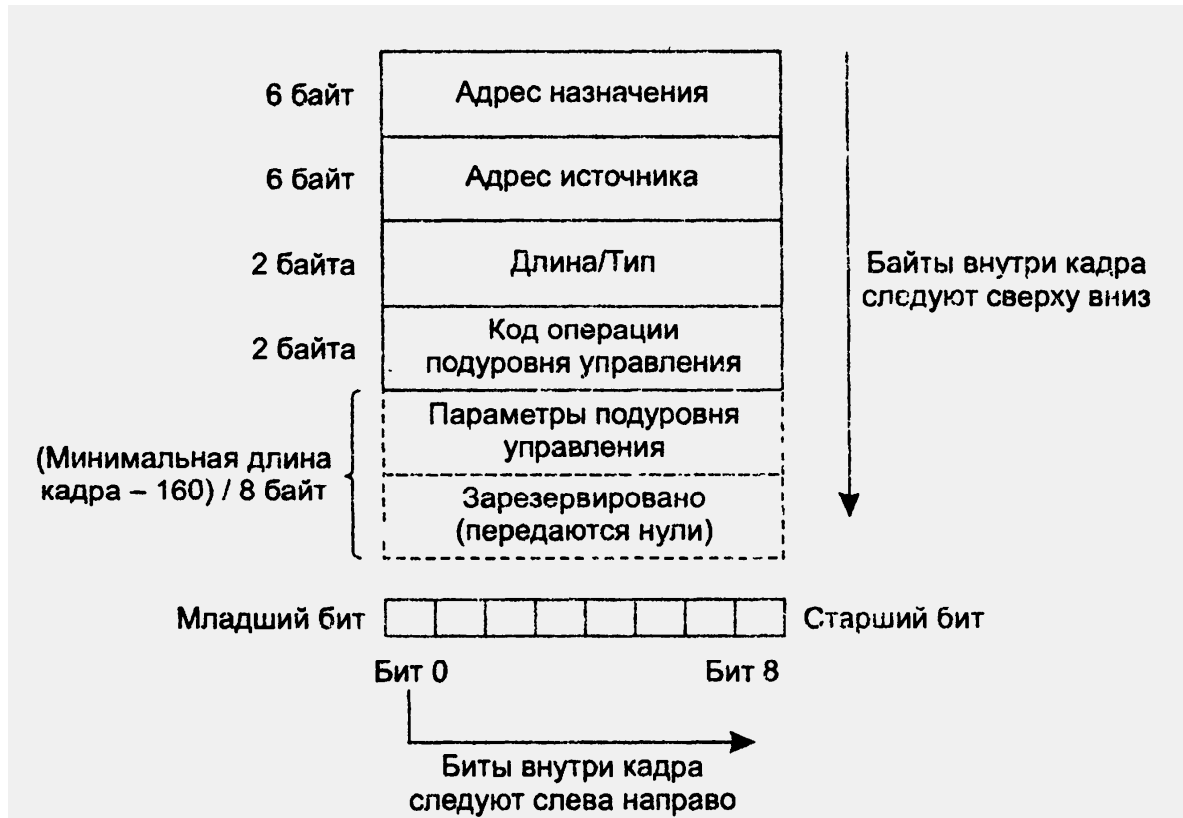 6 байт
Адрес назначения
6 байт
Адрес источника
2 байта
Длина/Тип
Байты внутри кадра
следуют сверху вниз
2 байта
Код операции
подуровня управления
(Минимальная длина
кадра – 160) / 8 байт
Параметры подуровня
управления
Зарезервировано
(передаются нули)
Младший бит
Старший бит
Бит 0
Бит 8
Биты внутри кадра
следуют слева направо